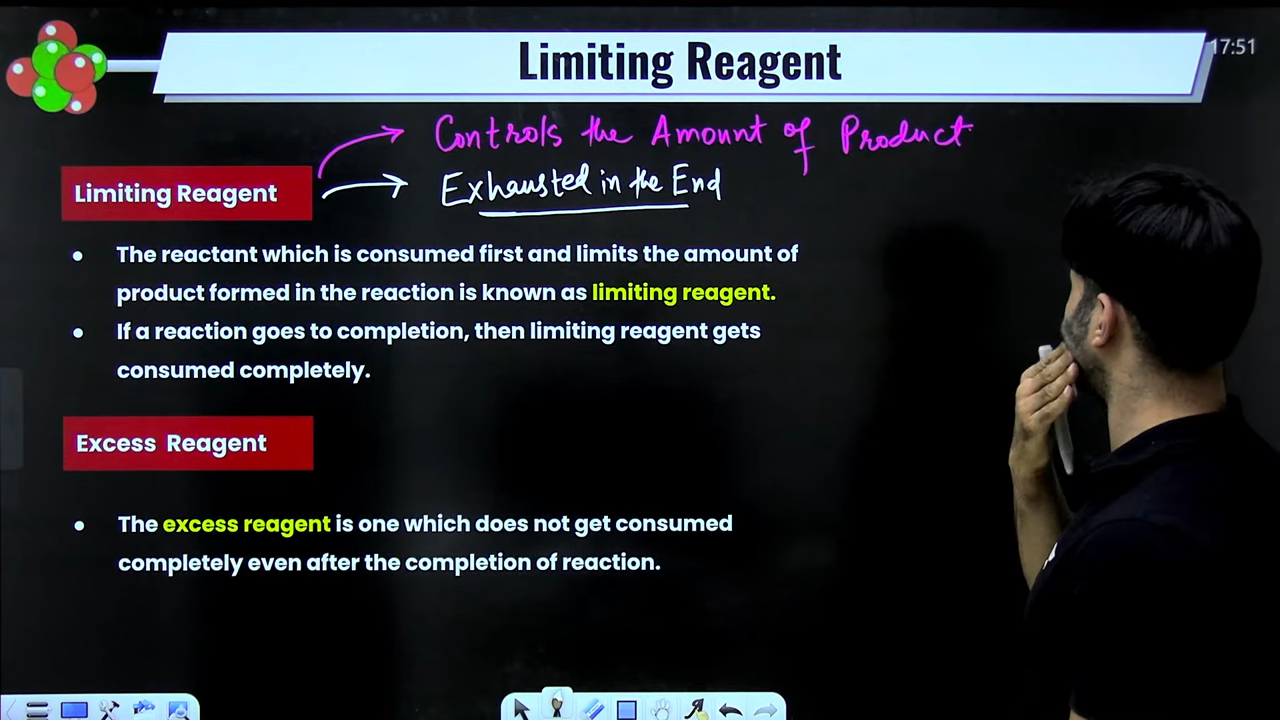 Limiting Reagent
17:51
Controls the Amount of Product
Limiting Reagent
Exhausted in the End
• The reactant which is consumed first and limits the amount of
product formed in the reaction is known as limiting reagent.
• If a reaction goes to completion, then limiting reagent gets
consumed completely.
Excess Reagent
• The excess reagent is one which does not get consumed
completely even after the completion of reaction.